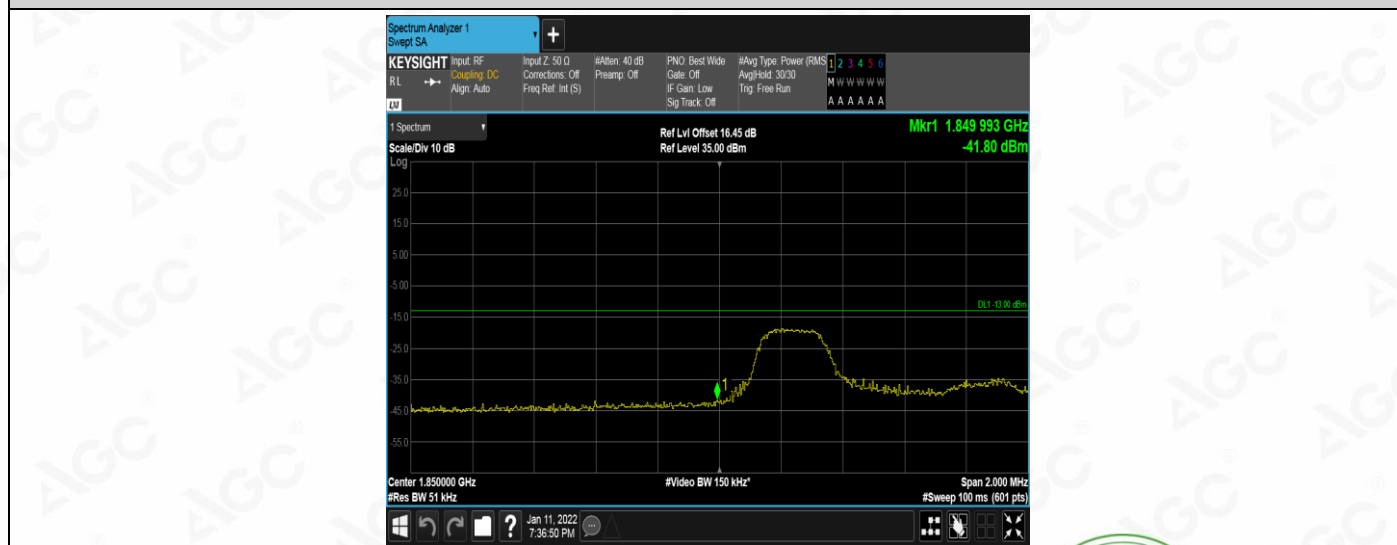 Spectrum Analyzer 1
Swept SA
+
KEYSIGHT
RL
LXI
Input: RF
Coupling: DC
Align: Auto
Input Z: 50 Ω
Corrections: Off
Freq Ref: Int (S)
#Atten: 40 dB
Preamp: Off
PNO: Best Wide
Gate: Off
IF Gain: Low
Sig Track: Off
#Avg Type: Power (RMS
Avg|Hold: 30/30
Trig: Free Run
1 2 3 4 5 6
M W W W W W
A A A A A A
1 Spectrum
Scale/Div 10 dB
Ref Lvl Offset 16.45 dB
Ref Level 35.00 dBm
Mkr1 1.849 993 GHz
-41.80 dBm
Log
25.0
15.0
5.00
-5.00
DL1 -13.00 dBm
-15.0
-25.0
-35.0
1
-45.0
-55.0
Center 1.850000 GHz
#Video BW 150 kHz*
Span 2.000 MHz
#Res BW 51 kHz
#Sweep 100 ms (601 pts)
?
Jan 11, 2022
7:36:50 PM
AGC